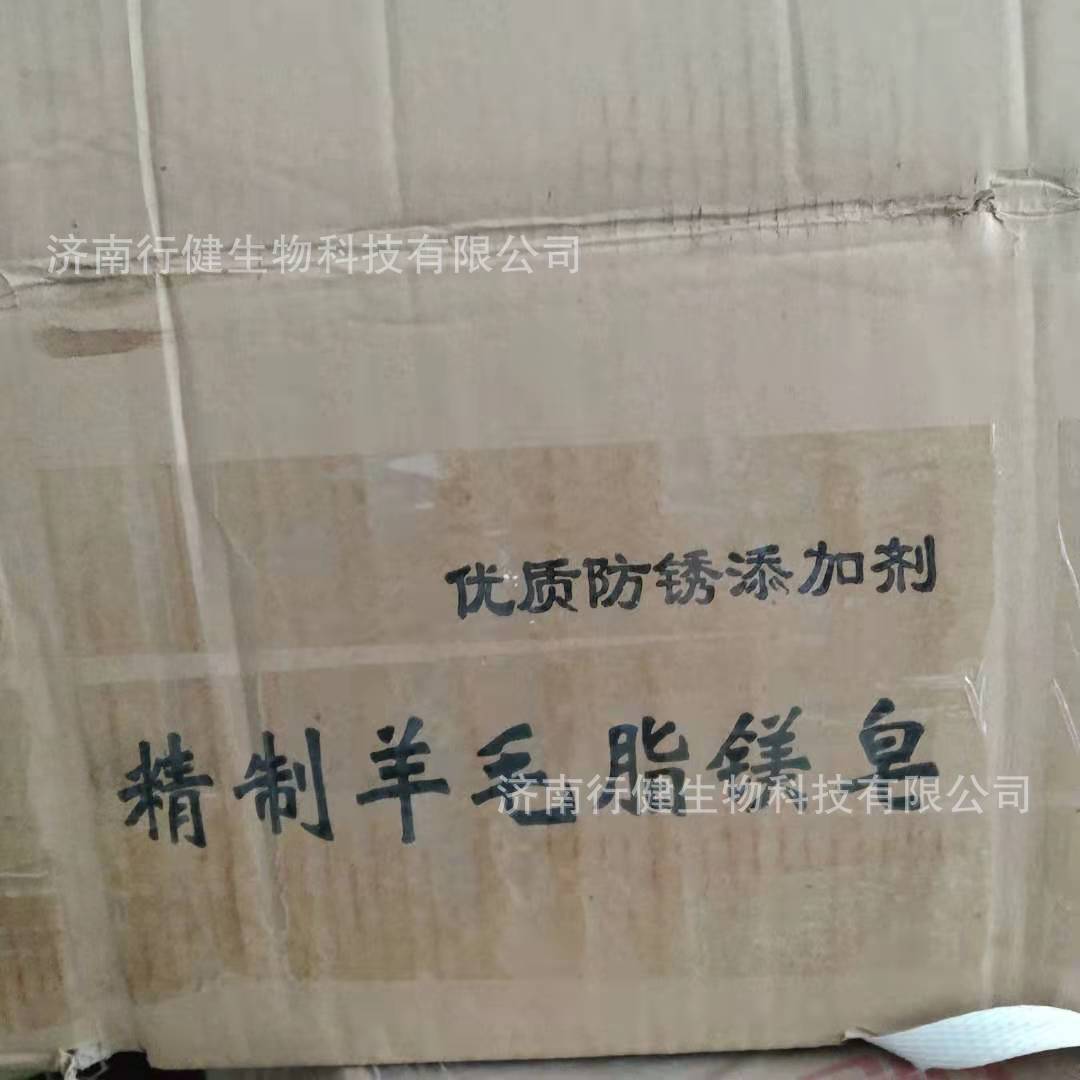 济南行健生物科技有限公司
优质防锈添加剂
精制羊毛脂镁皂
济南行健生物科技有限公司